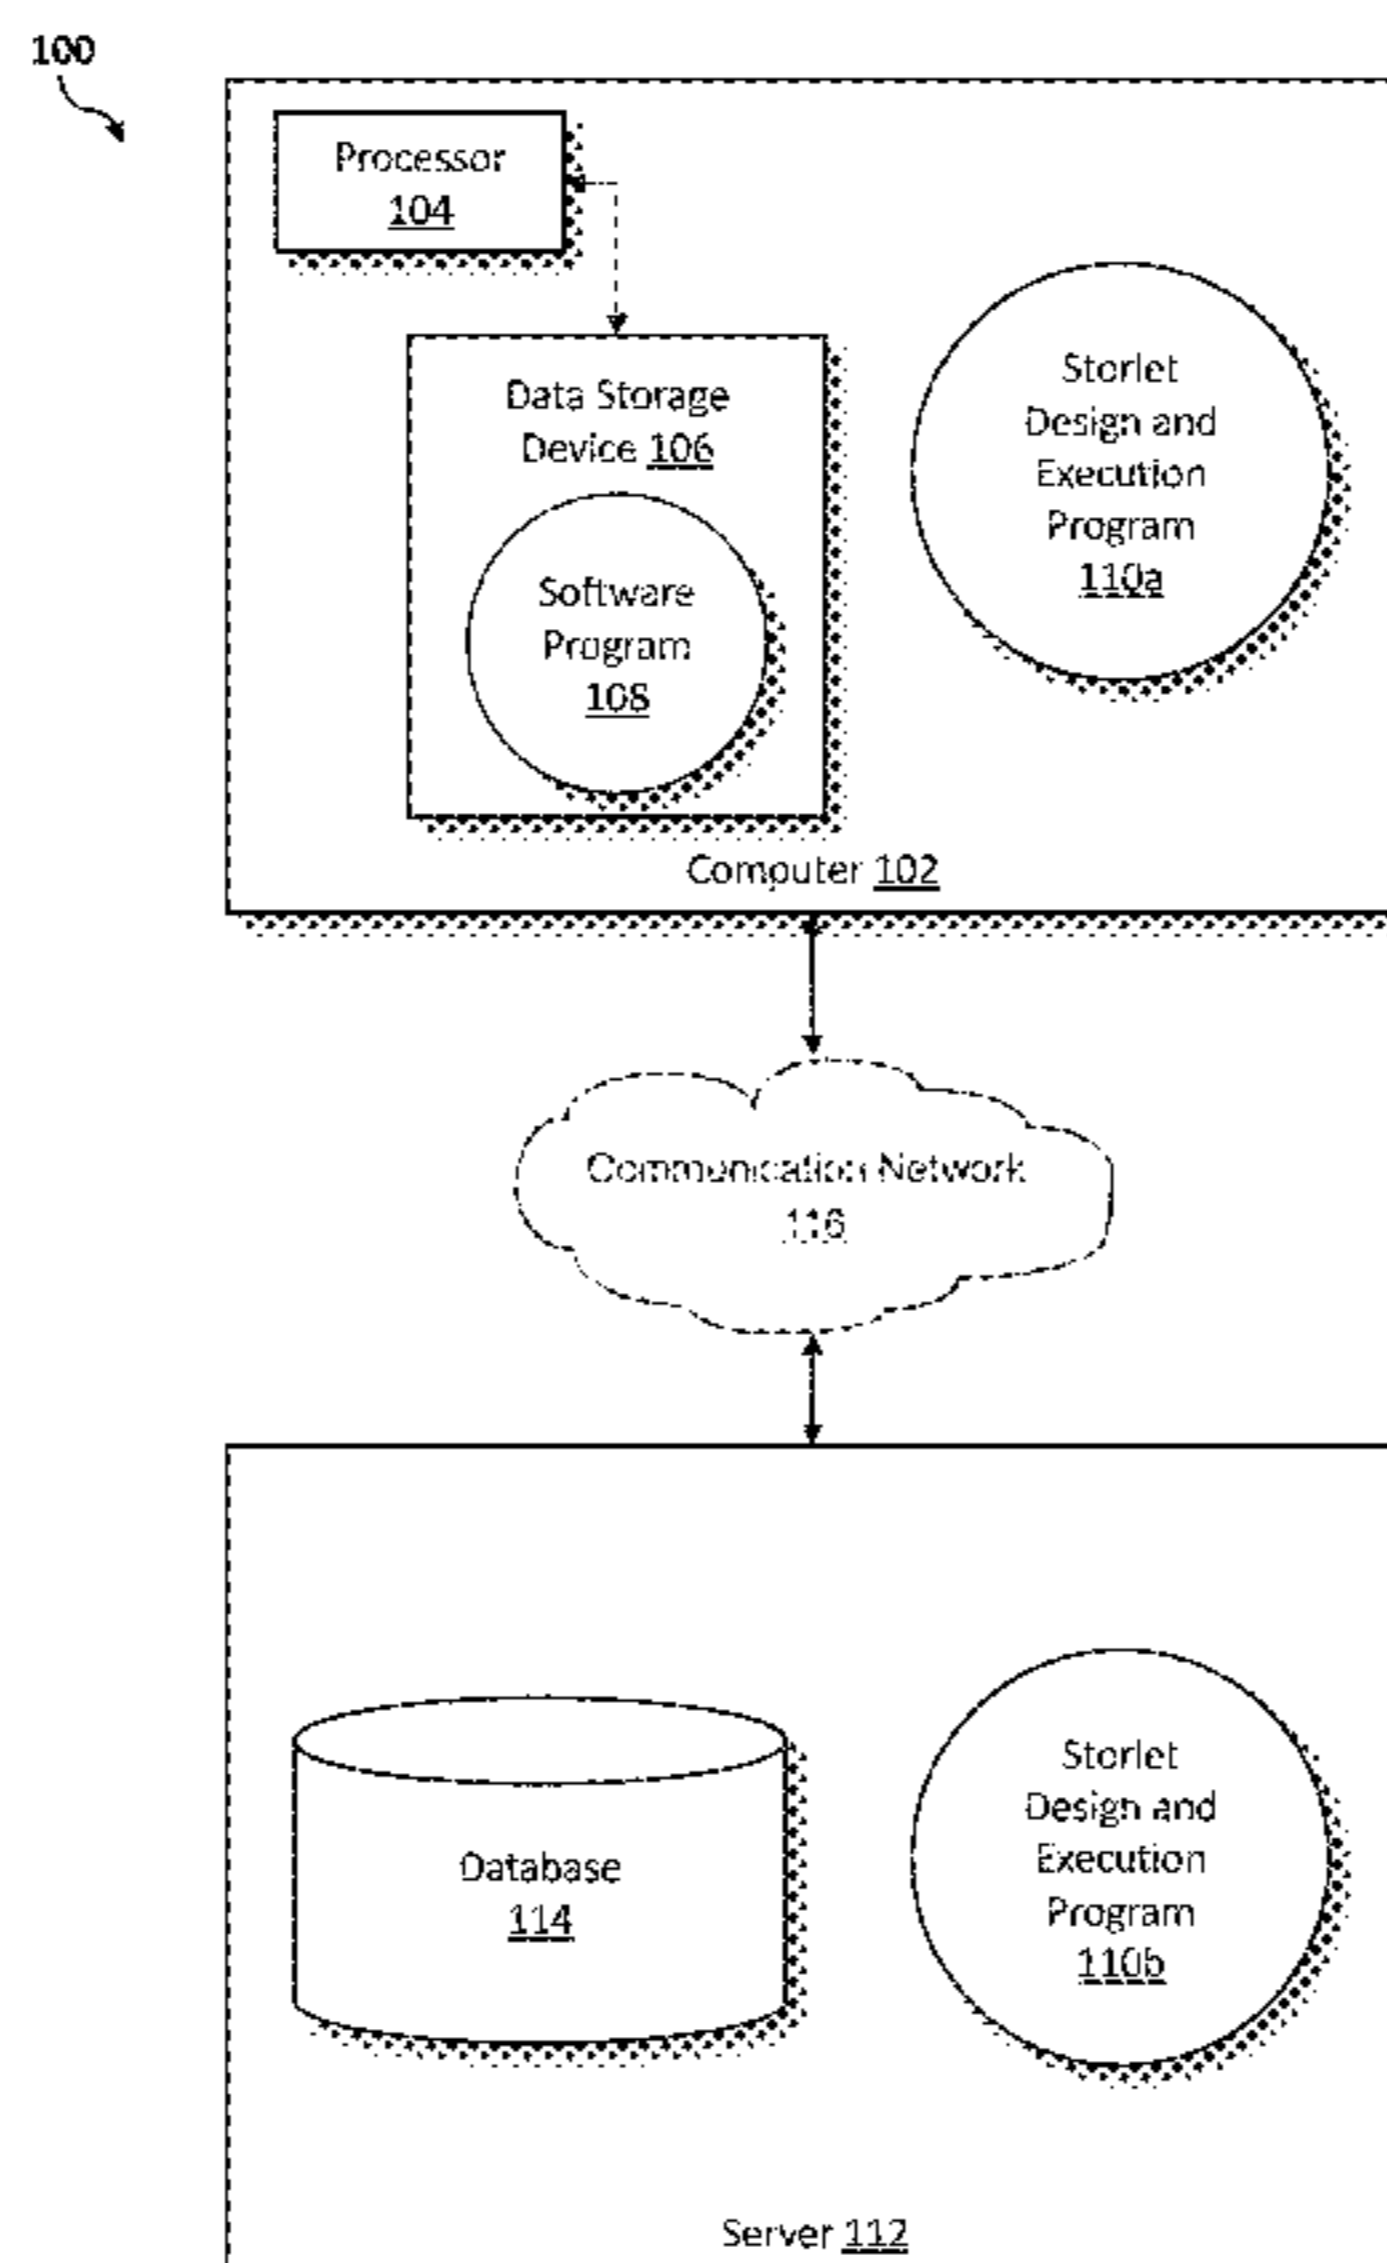 100
Processor
104
Data Storage
Device 106
Software
Program
108
Storlet
Design and
Execution
Program
110a
Computer 102
Communication Network
116
Database
114
Storlet
Design and
Execution
Program
110b
Server 112